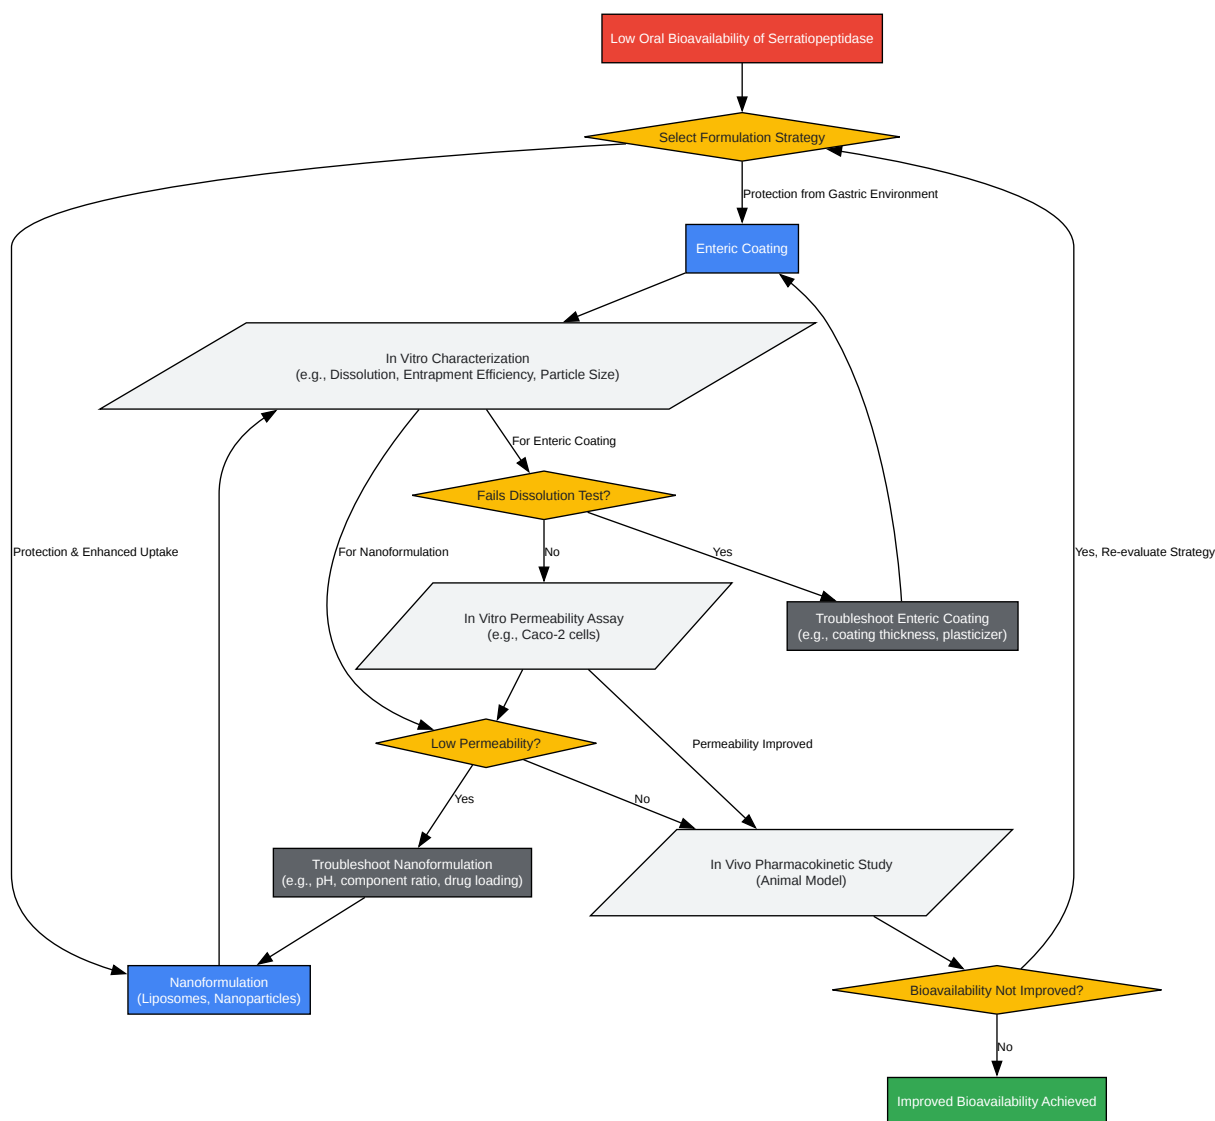 Low Oral Bioavailability of Serratiopeptidase
Select Formulation Strategy
Protection from Gastric Environment
Enteric Coating
In Vitro Characterization
(e.g., Dissolution, Entrapment Efficiency, Particle Size)
For Enteric Coating
Fails Dissolution Test?
Protection & Enhanced Uptake
For Nanoformulation
No
Yes
Yes, Re-evaluate Strategy
In Vitro Permeability Assay
(e.g., Caco-2 cells)
Troubleshoot Enteric Coating
(e.g., coating thickness, plasticizer)
Low Permeability?
Permeability Improved
Yes
No
Troubleshoot Nanoformulation
(e.g., pH, component ratio, drug loading)
In Vivo Pharmacokinetic Study
(Animal Model)
Nanoformulation
(Liposomes, Nanoparticles)
Bioavailability Not Improved?
No
Improved Bioavailability Achieved